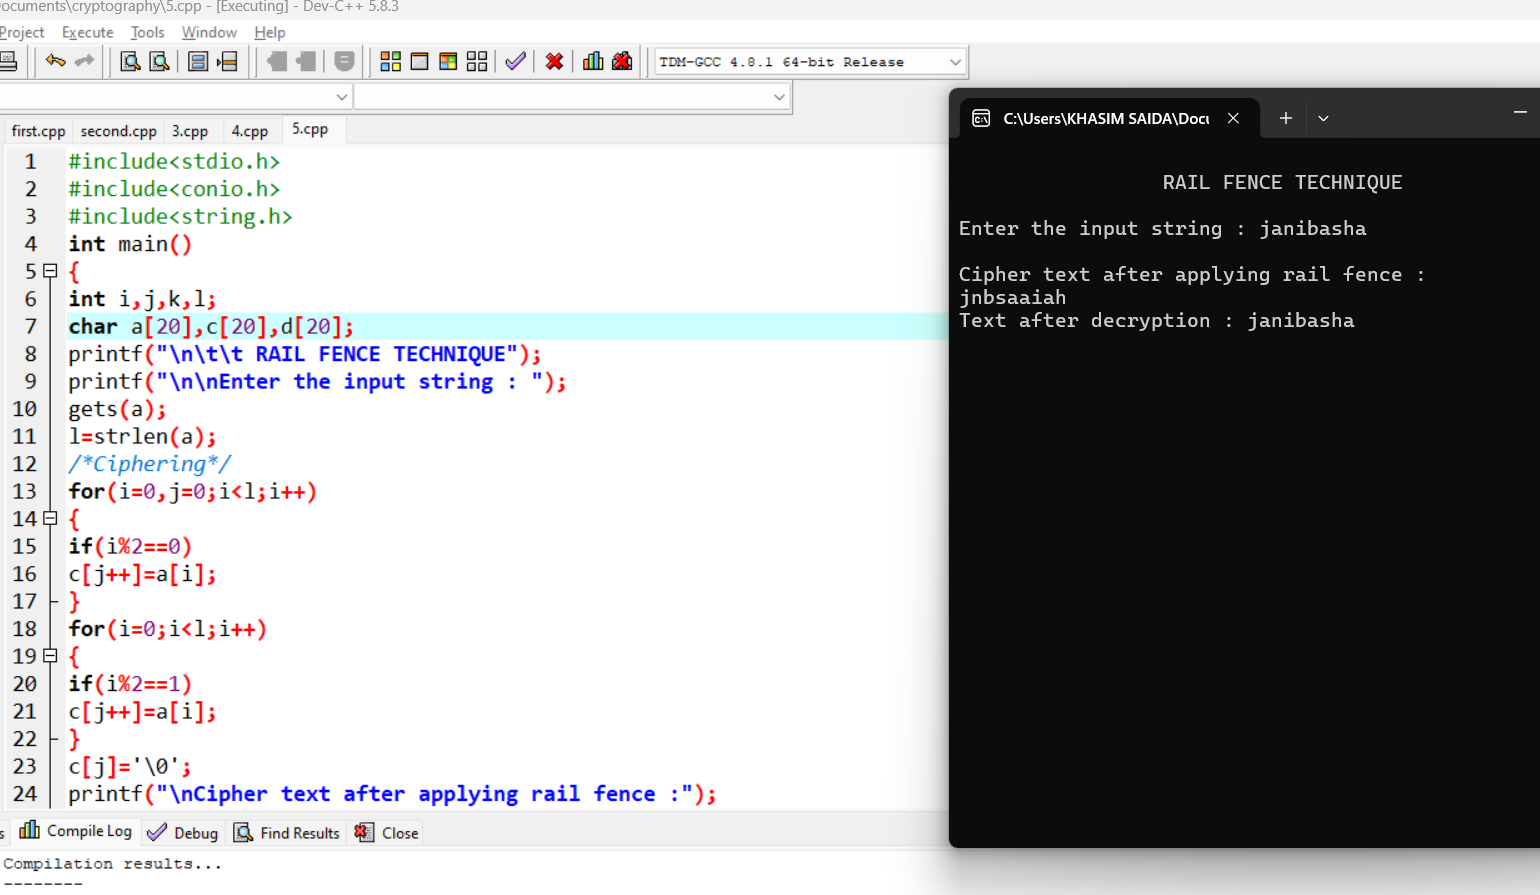 ocuments\cryptography\5.cpp - [Executing] - Dev-C++ 5.8.3
Project Execute Tools Window Help
TDM-GCC 4.8.1 64-bit Release
first.cpp second.cpp 3.cpp 4.cpp 5.cpp
1 #include<stdio.h>
2 #include<conio.h>
3 #include<string.h>
4 int main()
5 {
6 int i,j,k,l;
7 char a[20],c[20],d[20];
8 printf("\n\t\t RAIL FENCE TECHNIQUE");
9 printf("\n\nEnter the input string : ");
10 gets(a);
11 l=strlen(a);
12 /*Ciphering*/
13 for(i=0,j=0;i<l;i++)
14 {
15 if(i%2==0)
16 c[j++]=a[i];
17 }
18 for(i=0;i<l;i++)
19 {
20 if(i%2==1)
21 c[j++]=a[i];
22 }
23 c[j]='\0';
24 printf("\nCipher text after applying rail fence :");
s Compile Log Debug Find Results Close
Compilation results...
--------
C:\Users\KHASIM SAIDA\Docu
RAIL FENCE TECHNIQUE
Enter the input string : janibasha
Cipher text after applying rail fence :
jnbsaaiah
Text after decryption : janibasha